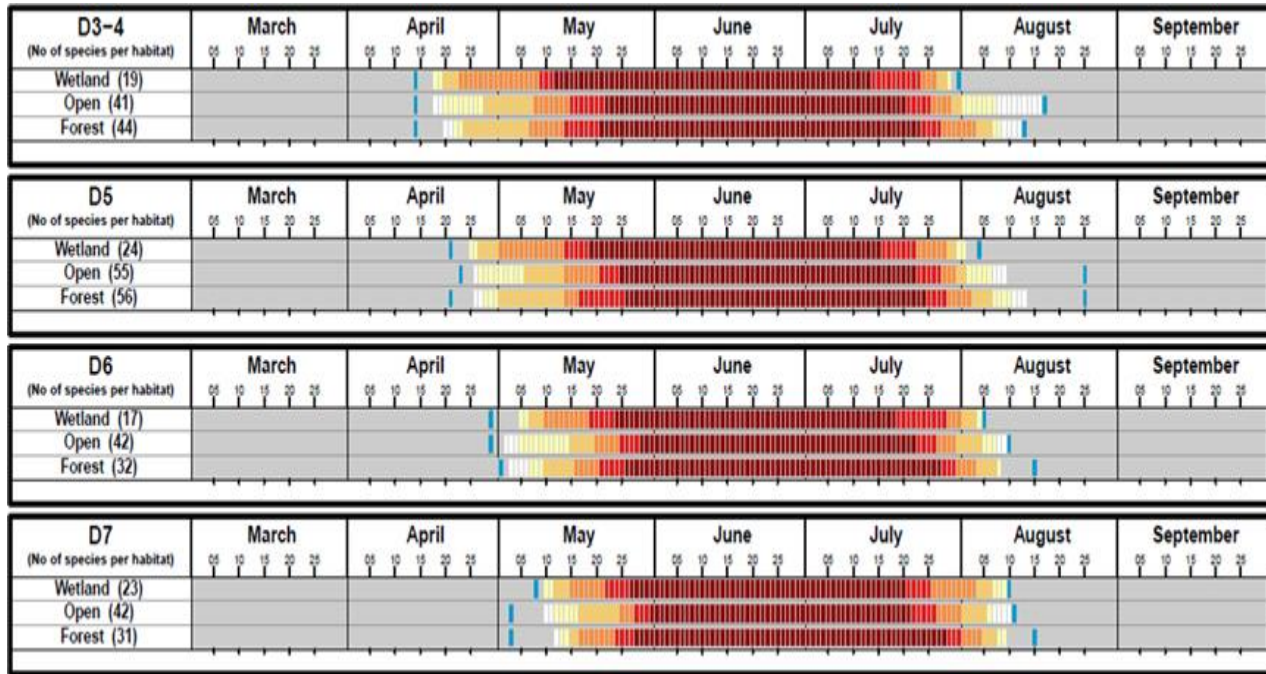 D3-4 March April May June July August September
(No of species per habitat) 05 10 15 20 25 05 10 15 20 25 05 10 15 20 25 05 10 15 20 25 05 10 15 20 25 05 10 15 20 25 05 10 15 20 25
Wetland (19)
Open (41)
Forest (44)
D5 March April May June July August September
(No of species per habitat) 05 10 15 20 25 05 10 15 20 25 05 10 15 20 25 05 10 15 20 25 05 10 15 20 25 05 10 15 20 25 05 10 15 20 25
Wetland (24)
Open (55)
Forest (56)
D6 March April May June July August September
(No of species per habitat) 05 10 15 20 25 05 10 15 20 25 05 10 15 20 25 05 10 15 20 25 05 10 15 20 25 05 10 15 20 25 05 10 15 20 25
Wetland (17)
Open (42)
Forest (32)
D7 March April May June July August September
(No of species per habitat) 05 10 15 20 25 05 10 15 20 25 05 10 15 20 25 05 10 15 20 25 05 10 15 20 25 05 10 15 20 25 05 10 15 20 25
Wetland (23)
Open (42)
Forest (31)